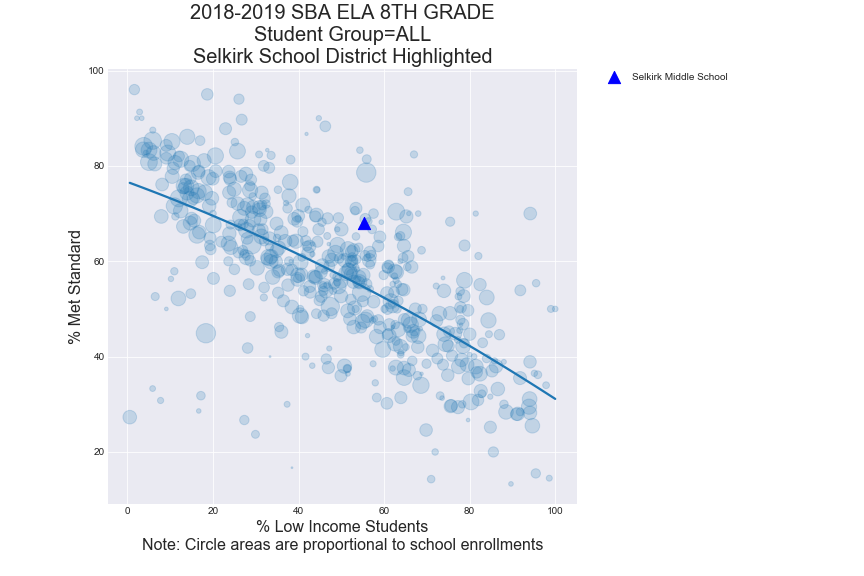 2018-2019 SBA ELA 8TH GRADE
Student Group=ALL
Selkirk School District Highlighted
Selkirk Middle School
% Met Standard
100
80
60
40
20
0 20 40 60 80 100
% Low Income Students
Note: Circle areas are proportional to school enrollments